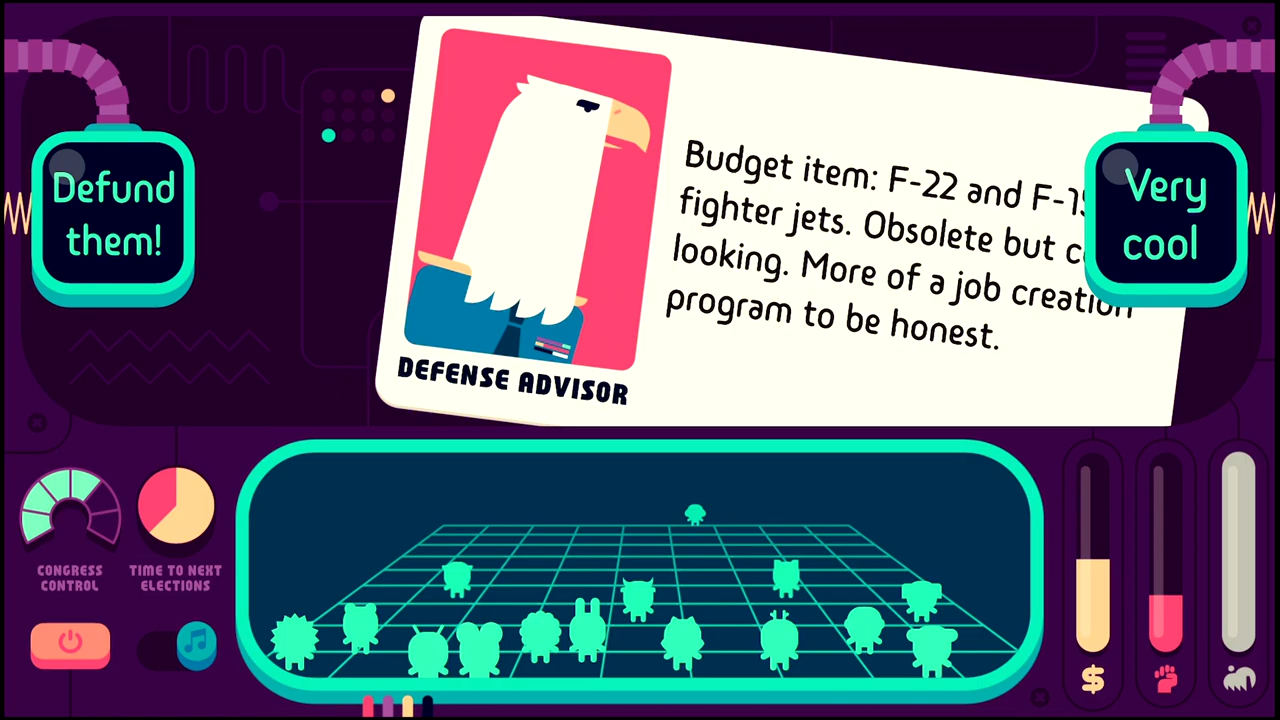 Defund
them!
Budget item: F-22 and
fighter jets. Obsolete but
looking. More of a job creation
program to be honest.
DEFENSE ADVISOR
Very
cool
CONGRESS
CONTROL
TIME TO NEXT
ELECTIONS
$